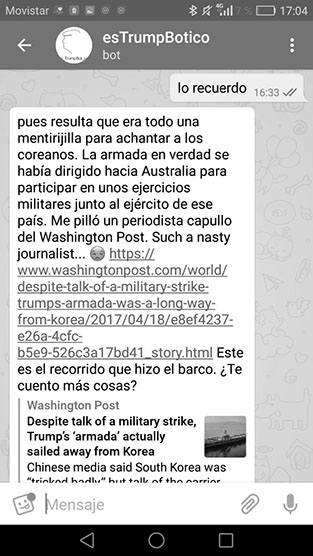 Movistar 7% 17:04
esTrumpBotico
bot
lo recuerdo
16:33
pues resulta que era todo una
mentirijilla para achantar a los
coreanos. La armada en verdad se
había dirigido hacia Australia para
participar en unos ejercicios
militares junto al ejército de ese
país. Me pilló un periodista capullo
del Washington Post. Such a nasty
journalist... 😔 https://
www.washingtonpost.com/world/
despite-talk-of-a-military-strike-
trumps-armada-was-a-long-way-
from-korea/2017/04/18/e8ef4237-
e26a-4cfc-
b5e9-526c3a17bd41_story.html Este
es el recorrido que hizo el barco. ¿Te
cuento más cosas?
Washington Post
Despite talk of a military strike,
Trump's ‘armada’ actually
sailed away from Korea
Chinese media said South Korea was
“tricked badly” but talk of the carrier
Mensaje